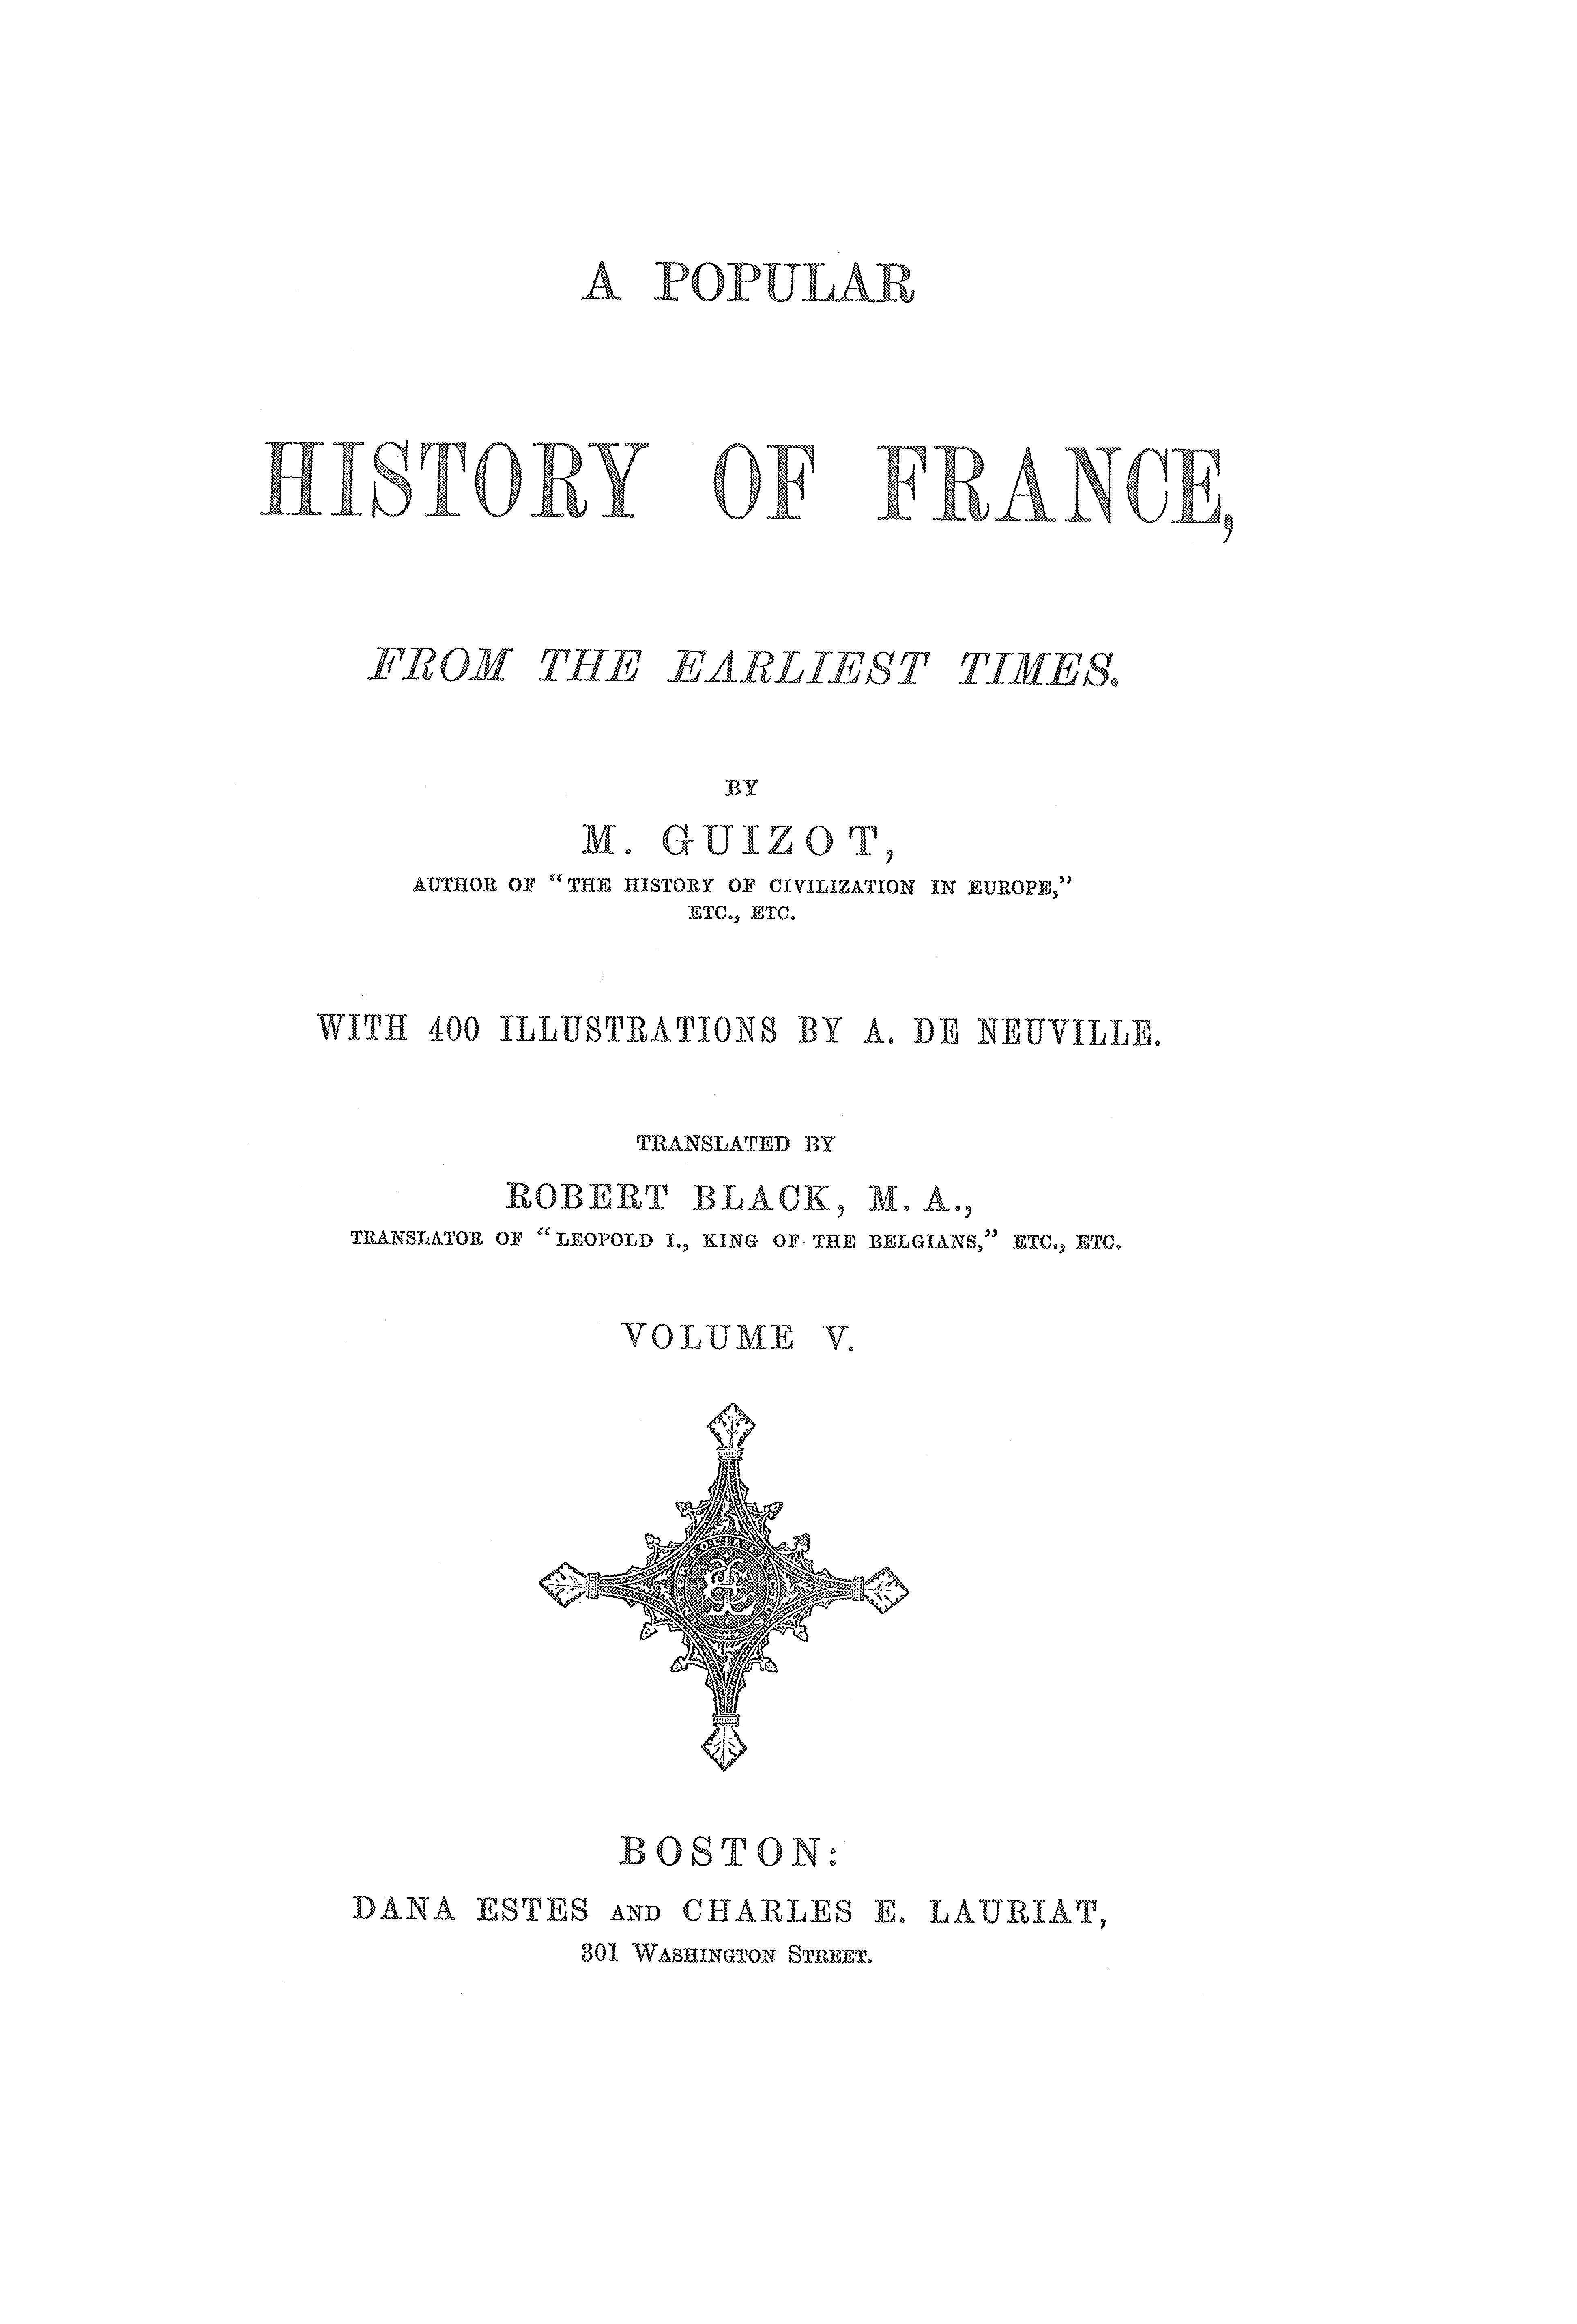 A POPULAR
HISTORY OF FRANCE,
FROM THE EARLIEST TIMES.
BY
M. GUIZOT,
AUTHOR OF “THE HISTORY OF CIVILIZATION IN EUROPE,”
ETC., ETC.
WITH 400 ILLUSTRATIONS BY A. DE NEUVILLE.
TRANSLATED BY
ROBERT BLACK, M. A.,
TRANSLATOR OF “LEOPOLD I., KING OF THE BELGIANS,” ETC., ETC.
VOLUME V.
BOSTON:
DANA ESTES AND CHARLES E. LAURIAT,
301 WASHINGTON STREET.